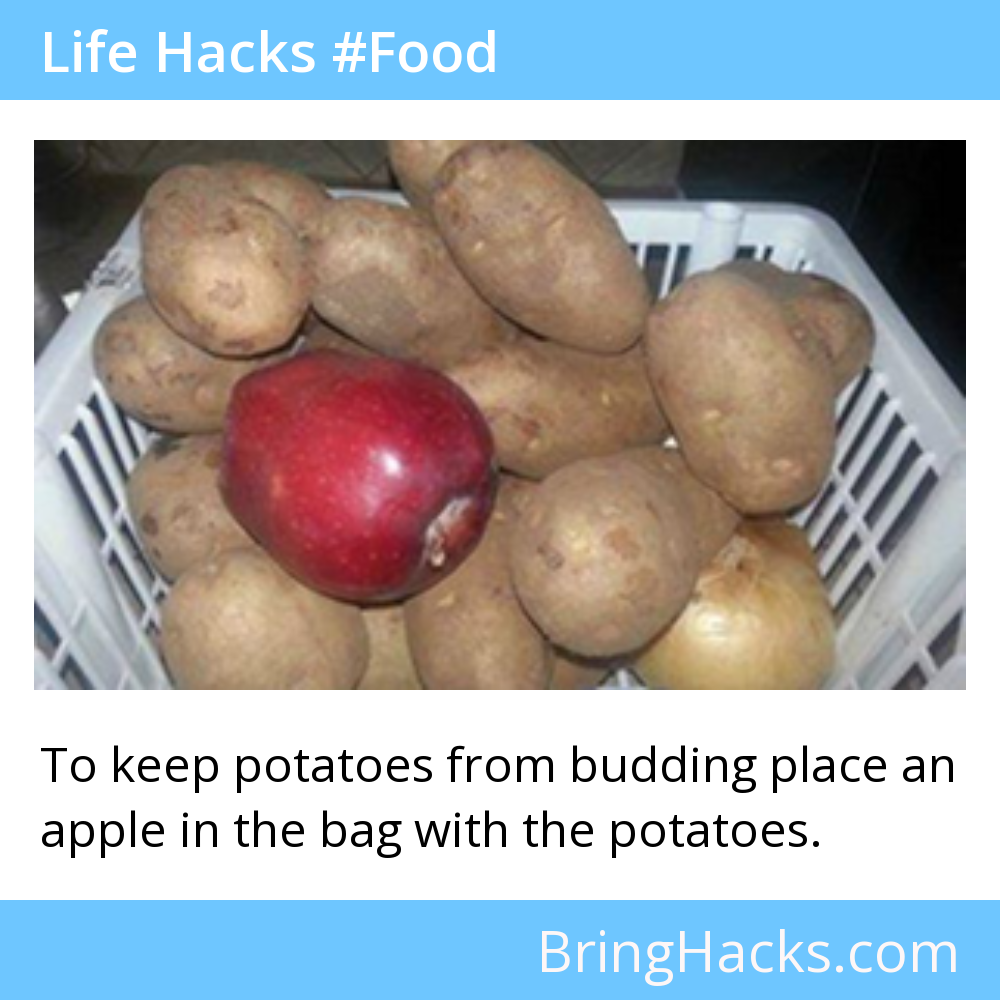 Life Hacks #Food
To keep potatoes from budding place an
apple in the bag with the potatoes.
BringHacks.com